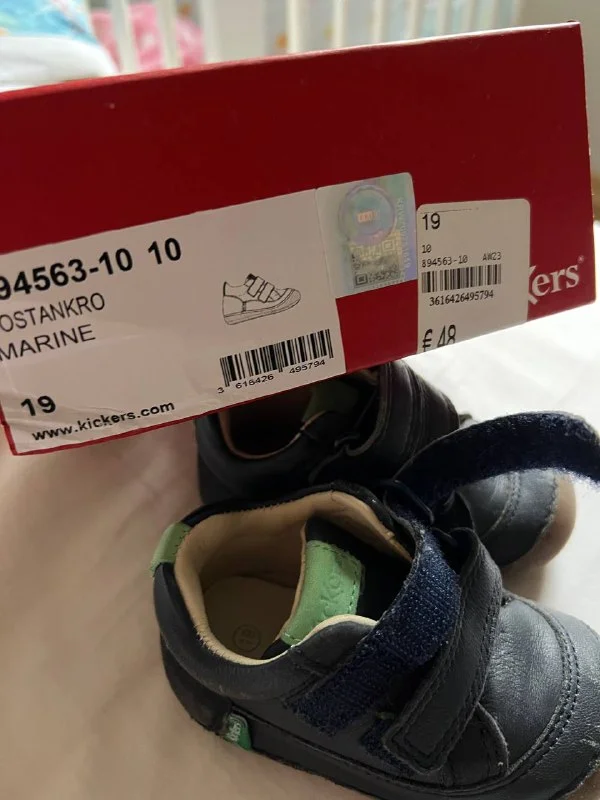 94563-10 10
OSTANKRO
MARINE
19
www.kickers.com
3 616426 495794
19
10
894563-10 AW23
3616426495794
€ 48
kers®